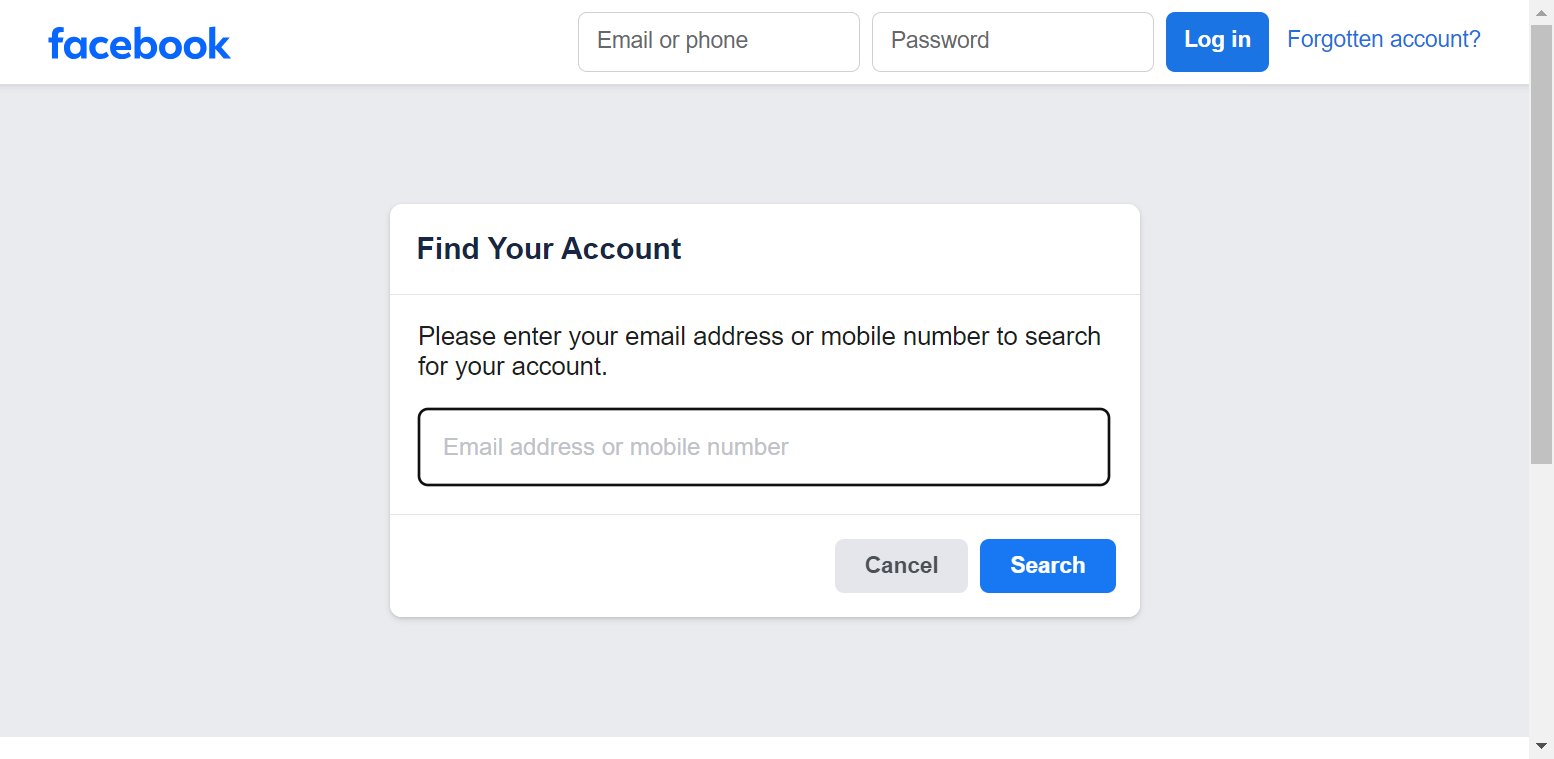 facebook
Email or phone
Password
Log in
Forgotten account?
Find Your Account
Please enter your email address or mobile number to search
for your account.
Email address or mobile number
Cancel
Search